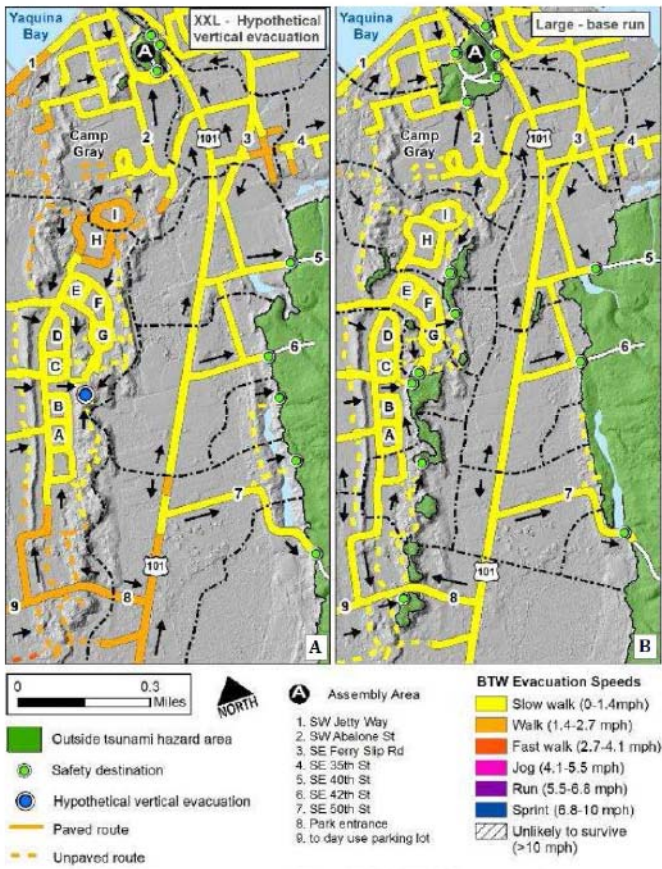 Yaquina
Bay
XXL - Hypothetical
vertical evacuation
A
1
2
3
4
101
Camp
Gray
I
H
E
F
D
G
C
B
A
5
6
7
101
8
9
A
Yaquina
Bay
Large - base run
A
1
2
3
4
101
Camp
Gray
I
H
E
F
D
G
C
B
A
5
6
7
101
8
9
B
0 0.3
Miles
NORTH
Outside tsunami hazard area
Safety destination
Hypothetical vertical evacuation
Paved route
Unpaved route
A Assembly Area
1. SW Jetty Way
2. SW Abalone St
3. SE Ferry Slip Rd
4. SE 35th St
5. SE 40th St
6. SE 42th St
7. SE 50th St
8. Park entrance
9. to day use parking lot
BTW Evacuation Speeds
Slow walk (0-1.4mph)
Walk (1.4-2.7 mph)
Fast walk (2.7-4.1 mph)
Jog (4.1-5.5 mph)
Run (5.5-6.8 mph)
Sprint (6.8-10 mph)
Unlikely to survive
(>10 mph)